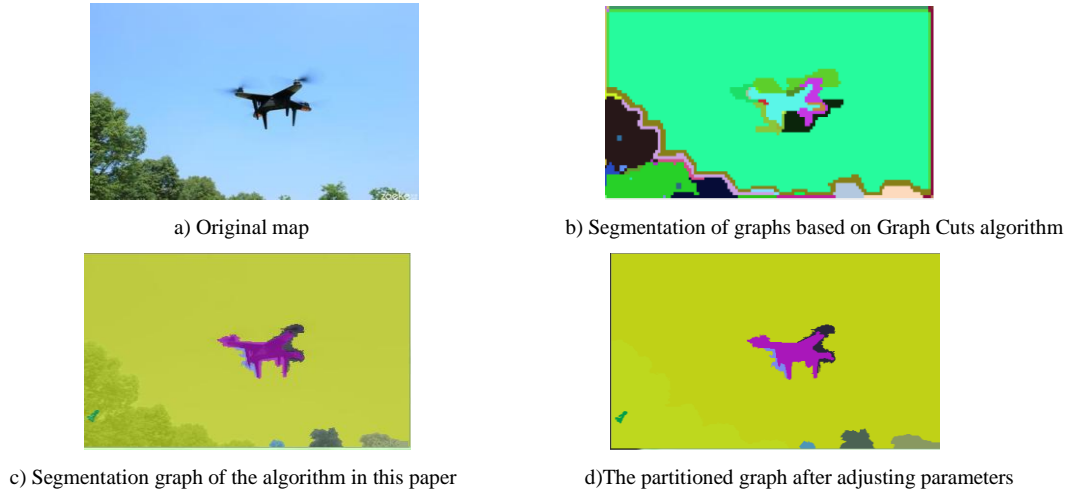 a) Original map
b) Segmentation of graphs based on Graph Cuts algorithm
c) Segmentation graph of the algorithm in this paper
d)The partitioned graph after adjusting parameters